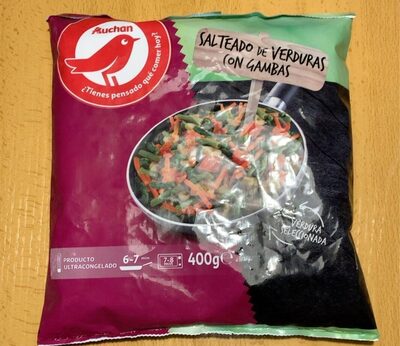 Auchan
¿Tienes pensado qué comer hoy?
SALTEADO DE VERDURAS
CON GAMBAS
VERDURA
SELECCIONADA
PRODUCTO
ULTRACONGELADO
6-7
7-8
400g